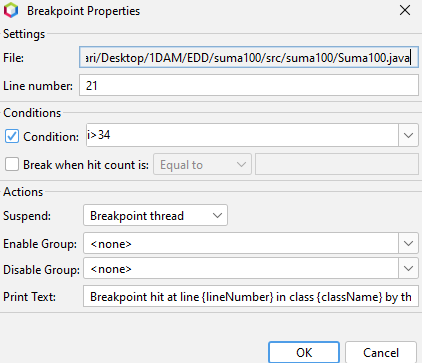 Breakpoint Properties
Settings
File: ari/Desktop/1DAM/EDD/suma100/src/suma100/Suma100.java
Line number: 21
Conditions
Condition: i>34
Break when hit count is: Equal to
Actions
Suspend: Breakpoint thread
Enable Group: <none>
Disable Group: <none>
Print Text: Breakpoint hit at line {lineNumber} in class {className} by th
OK Cancel